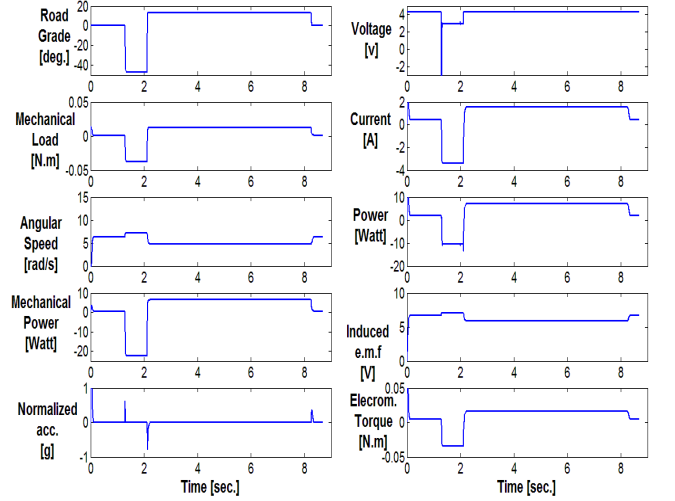 Road
Grade
[deg.]
20
0
-20
-40
0 2 4 6 8
Voltage
[v]
4
2
0
-2
0 2 4 6 8
Mechanical
Load
[N.m]
0.05
0
-0.05
0 2 4 6 8
Current
[A]
2
0
-2
-4
0 2 4 6 8
Angular
Speed
[rad/s]
15
10
5
0
0 2 4 6 8
Power
[Watt]
10
0
-10
-20
0 2 4 6 8
Mechanical
Power
[Watt]
10
0
-10
-20
0 2 4 6 8
Induced
e.m.f
[V]
10
5
0
0 2 4 6 8
Normalized
acc.
[g]
1
0
-1
0 2 4 6 8
Time [sec.]
Elecrom.
Torque
[N.m]
0.05
0
-0.05
0 2 4 6 8
Time [sec.]